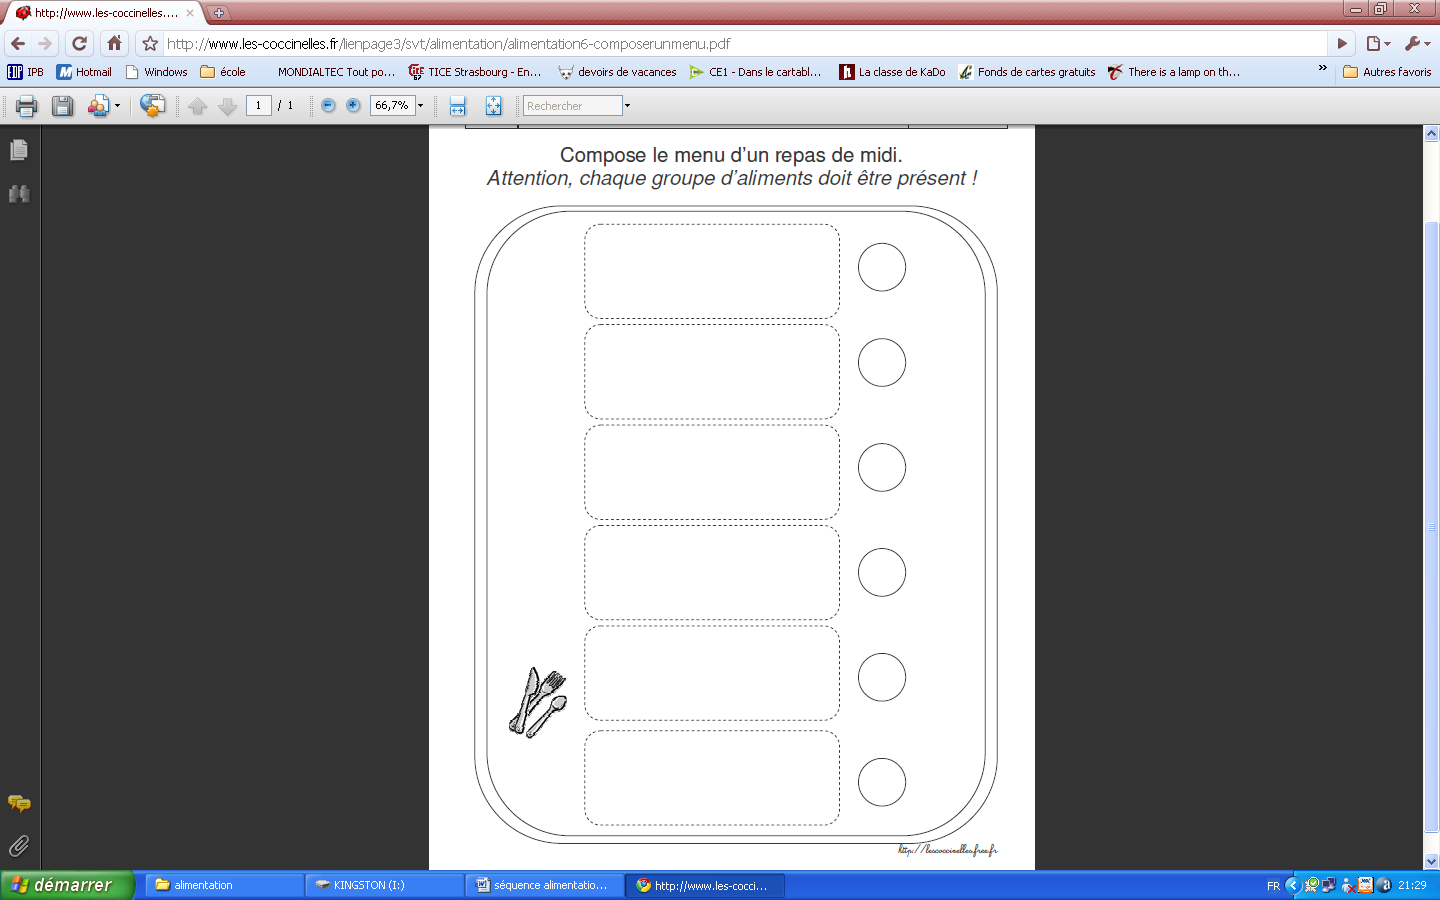 http://www.les-coccinelles....
http://www.les-coccinelles.fr/lienpage3/svt/alimentation/alimentation6-composerunmenu.pdf
IPB Hotmail Windows école MONDIALTEC Tout po... TICE Strasbourg - En... devoirs de vacances CE1 - Dans le cartabl... La classe de KaDo Fonds de cartes gratuits There is a lamp on th... » Autres favoris
1 / 1 66,7% Rechercher
Compose le menu d'un repas de midi.
Attention, chaque groupe d'aliments doit être présent !
http://lescoccinelles.free.fr
démarrer alimentation KINGSTON (I:) séquence alimentatio... http://www.les-cocci... FR 21:29